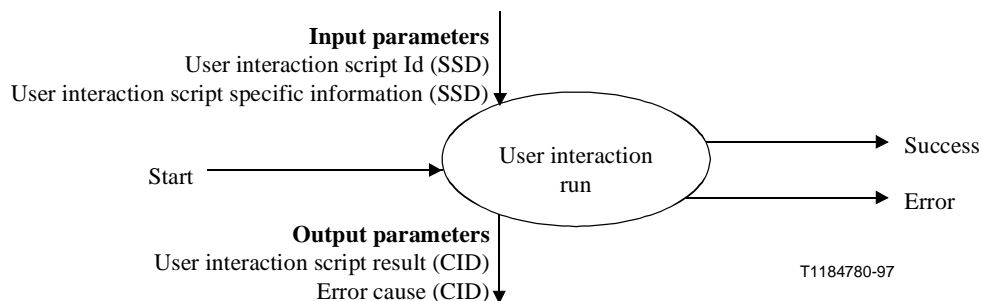 Input parameters
User interaction script Id (SSD)
User interaction script specific information (SSD)
User interaction
run
Start
Success
Error
Output parameters
User interaction script result (CID)
Error cause (CID)
T1184780-97